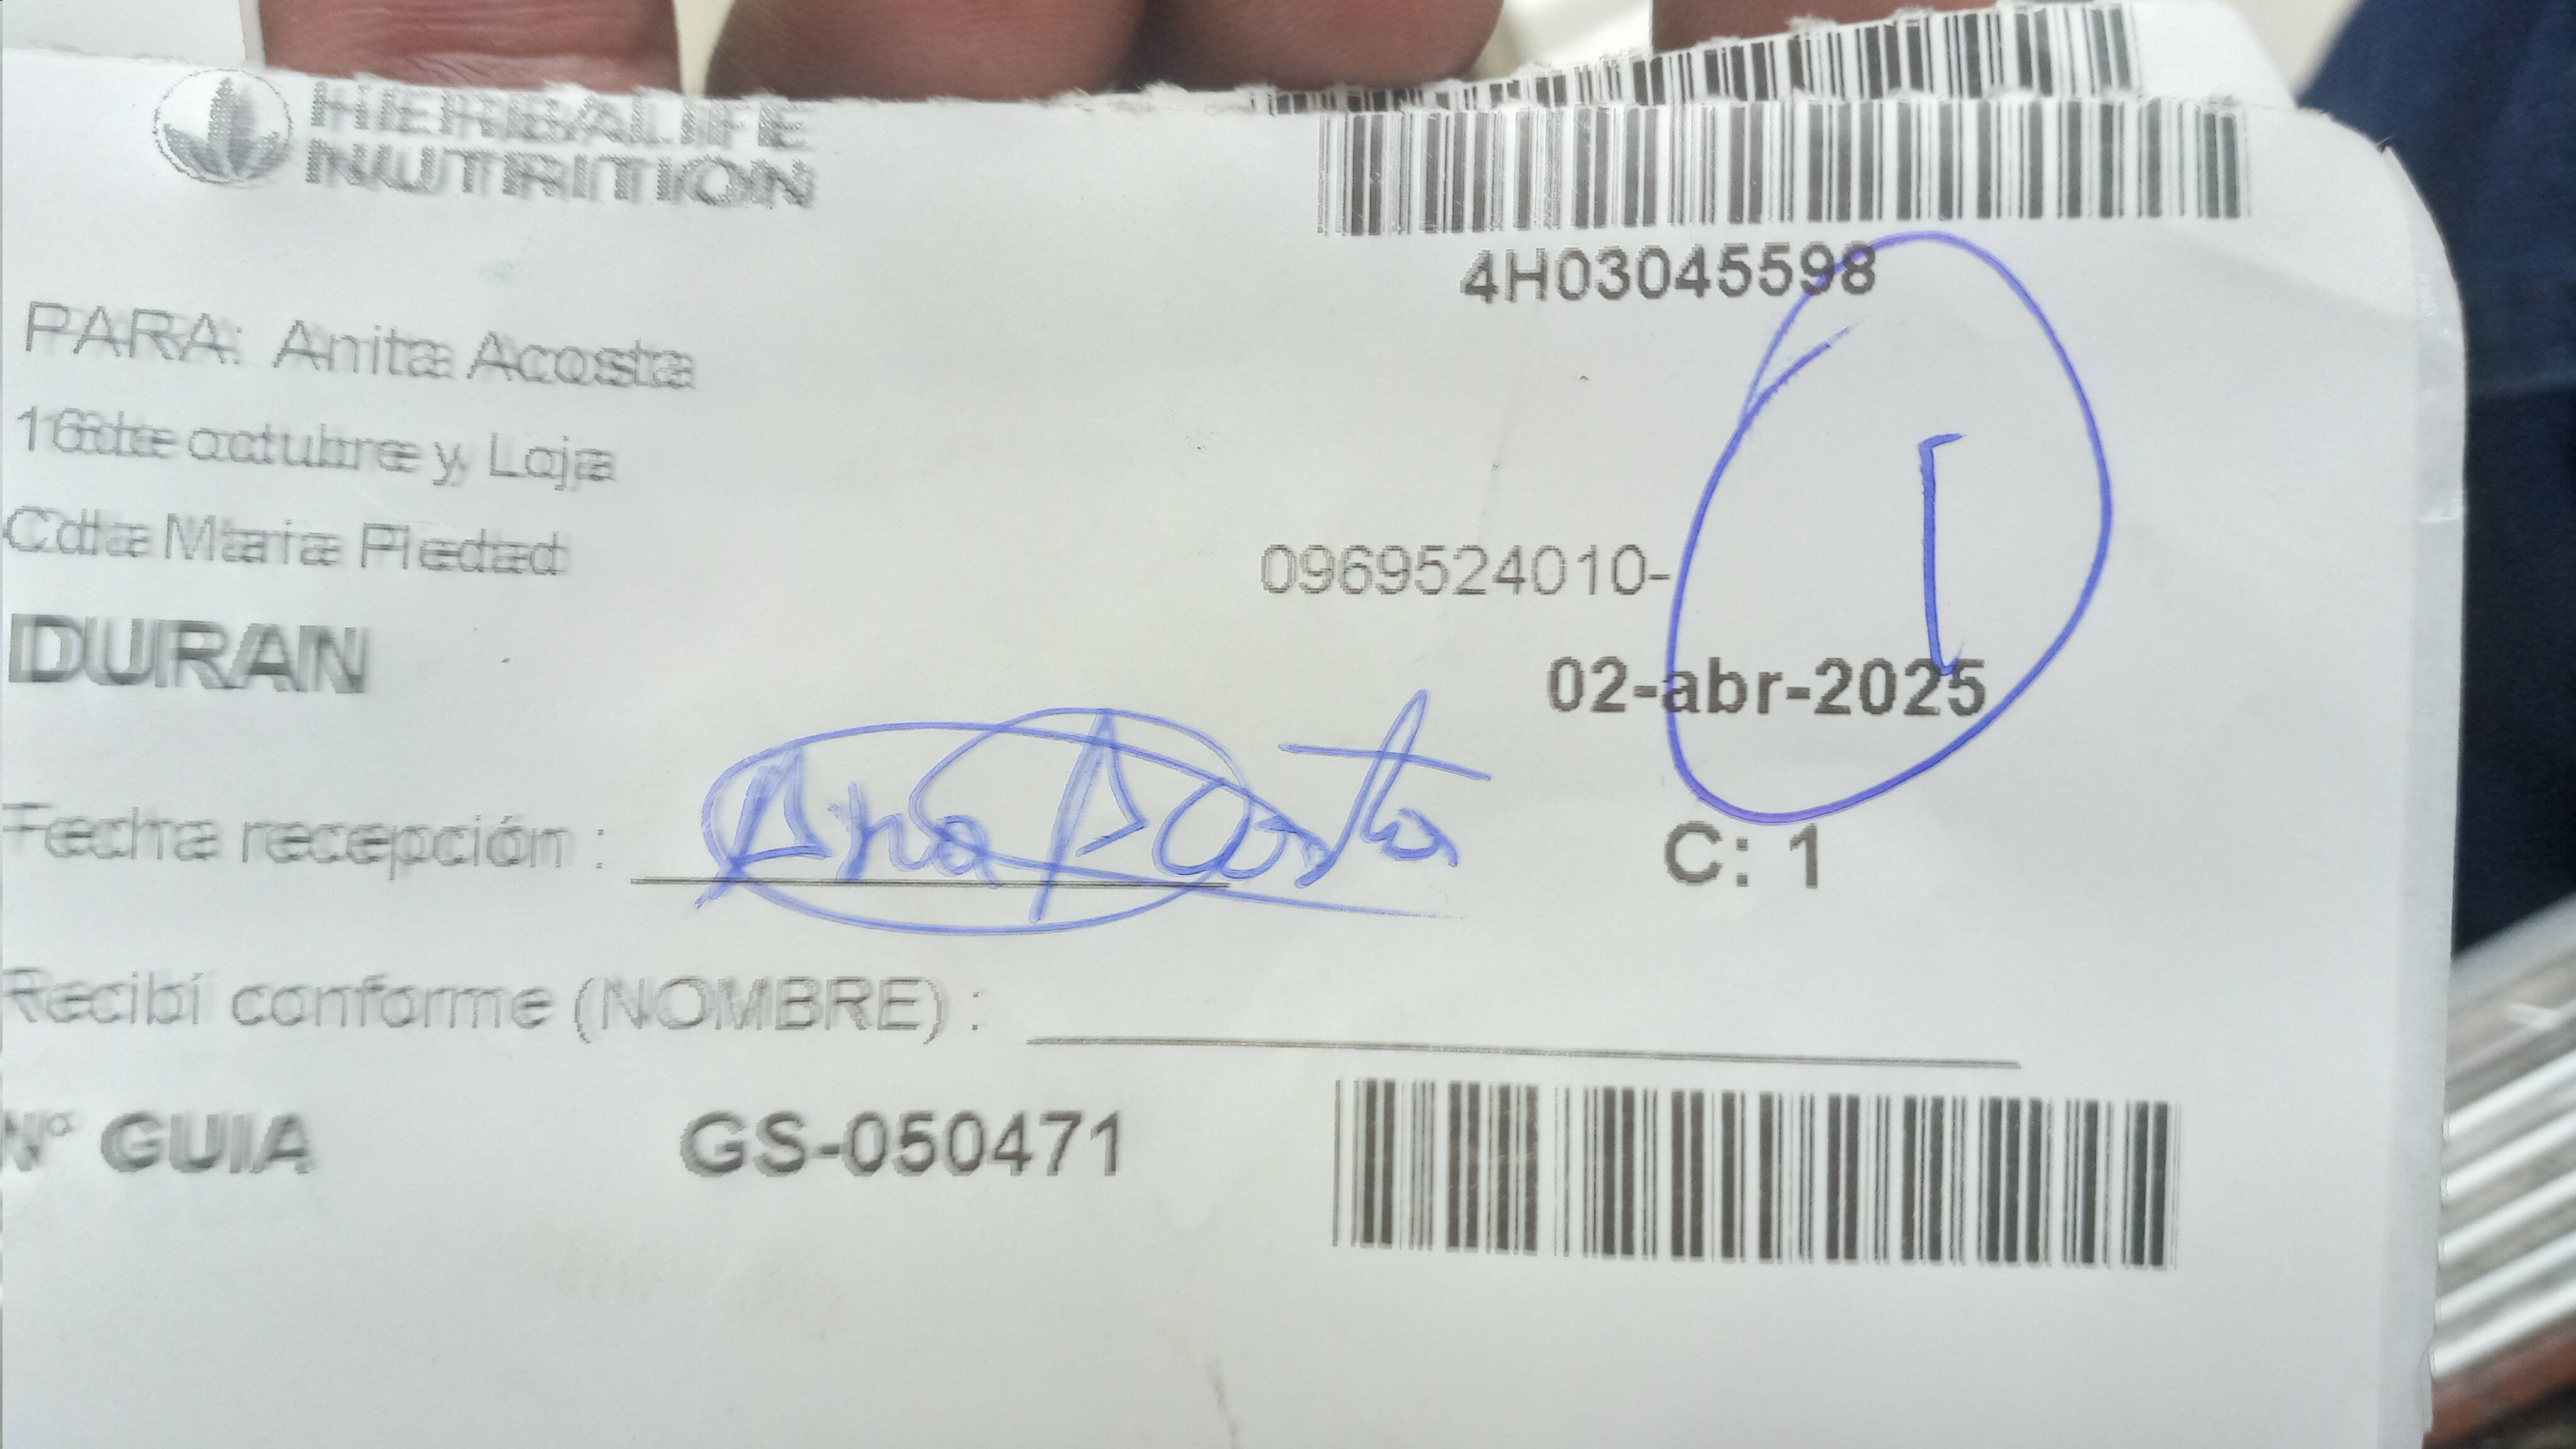 HERBALIFE
NUTRITION
4H03045598
PARA: Anita Acosta
16 de octubre y Loja
Cdla Maria Piedad
0969524010-
DURAN
02-abr-2025
1
Fecha recepción : Ana Acosta
C: 1
Recibí conforme (NOMBRE) :
N° GUIA GS-050471